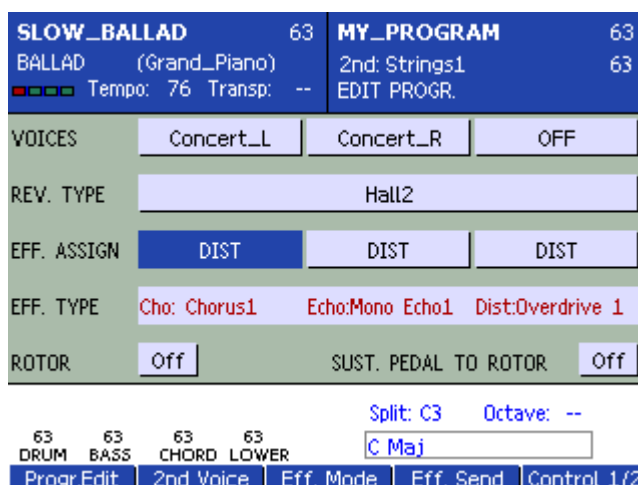 SLOW_BALLAD 63 MY_PROGRAM 63
BALLAD (Grand_Piano) 2nd: Strings1 63
Tempo: 76 Transp: -- EDIT PROGR.
VOICES Concert_L Concert_R OFF
REV. TYPE Hall2
EFF. ASSIGN DIST DIST DIST
EFF. TYPE Cho: Chorus1 Echo:Mono Echo1 Dist:Overdrive 1
ROTOR Off SUST. PEDAL TO ROTOR Off
Split: C3 Octave: --
63 63 63 63
DRUM BASS CHORD LOWER C Maj
Progr.Edit 2nd Voice Eff. Mode Eff. Send Control 1/2